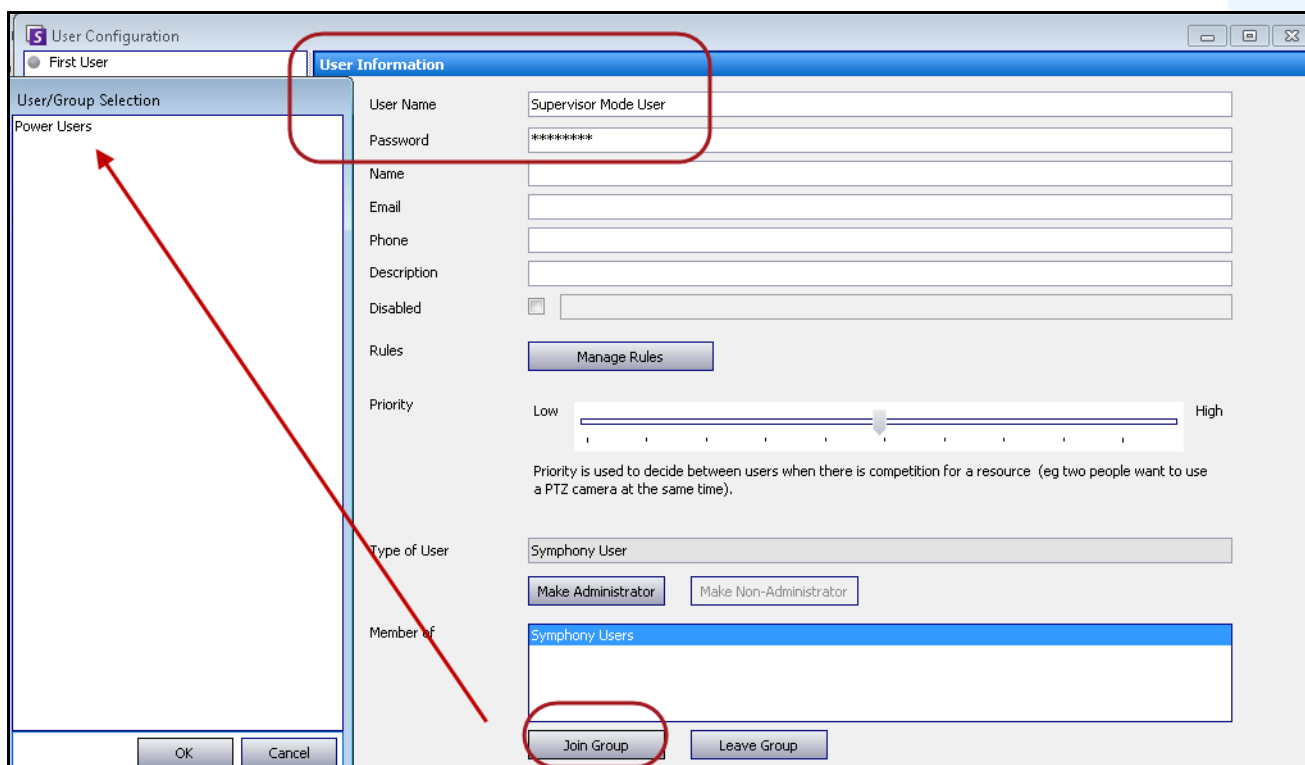 User Configuration
First User
User Information
User/Group Selection
Power Users
User Name
Supervisor Mode User
Password
********
Name
Email
Phone
Description
Disabled
Rules
Manage Rules
Priority
Low
High
Priority is used to decide between users when there is competition for a resource (eg two people want to use
a PTZ camera at the same time).
Type of User
Symphony User
Make Administrator
Make Non-Administrator
Member of
Symphony Users
Join Group
Leave Group
OK
Cancel